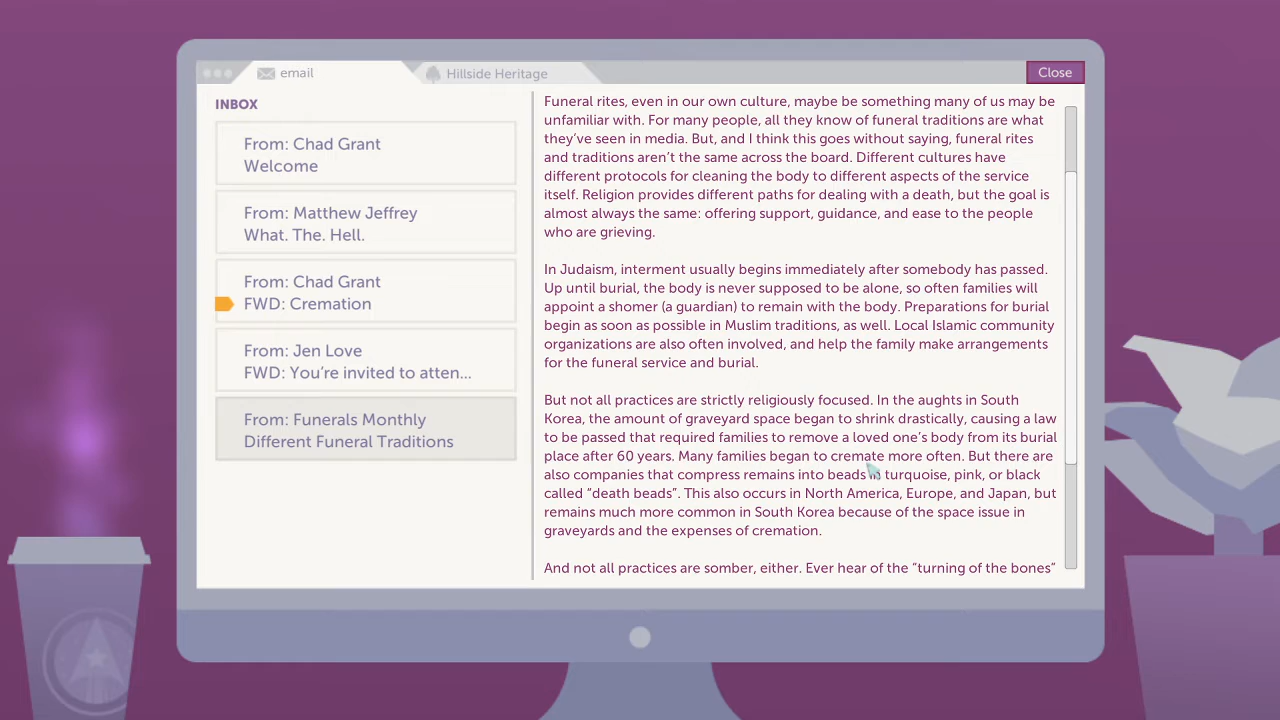 email
Hillside Heritage
Close
INBOX
From: Chad Grant
Welcome
From: Matthew Jeffrey
What. The. Hell.
From: Chad Grant
FWD: Cremation
From: Jen Love
FWD: You're invited to atten...
From: Funerals Monthly
Different Funeral Traditions
Funeral rites, even in our own culture, maybe be something many of us may be
unfamiliar with. For many people, all they know of funeral traditions are what
they've seen in media. But, and I think this goes without saying, funeral rites
and traditions aren't the same across the board. Different cultures have
different protocols for cleaning the body to different aspects of the service
itself. Religion provides different paths for dealing with a death, but the goal is
almost always the same: offering support, guidance, and ease to the people
who are grieving.
In Judaism, interment usually begins immediately after somebody has passed.
Up until burial, the body is never supposed to be alone, so often families will
appoint a shomer (a guardian) to remain with the body. Preparations for burial
begin as soon as possible in Muslim traditions, as well. Local Islamic community
organizations are also often involved, and help the family make arrangements
for the funeral service and burial.
But not all practices are strictly religiously focused. In the aughts in South
Korea, the amount of graveyard space began to shrink drastically, causing a law
to be passed that required families to remove a loved one's body from its burial
place after 60 years. Many families began to cremate more often. But there are
also companies that compress remains into beads in turquoise, pink, or black
called "death beads". This also occurs in North America, Europe, and Japan, but
remains much more common in South Korea because of the space issue in
graveyards and the expenses of cremation.
And not all practices are somber, either. Ever hear of the "turning of the bones"